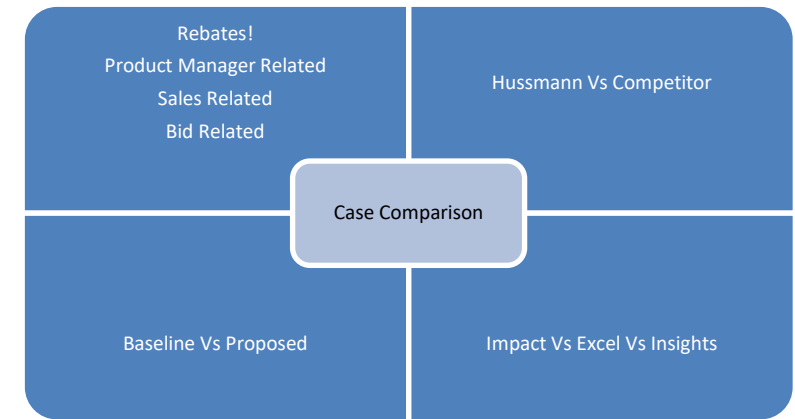 Rebates!
Product Manager Related
Sales Related
Bid Related
Hussmann Vs Competitor
Case Comparison
Baseline Vs Proposed
Impact Vs Excel Vs Insights